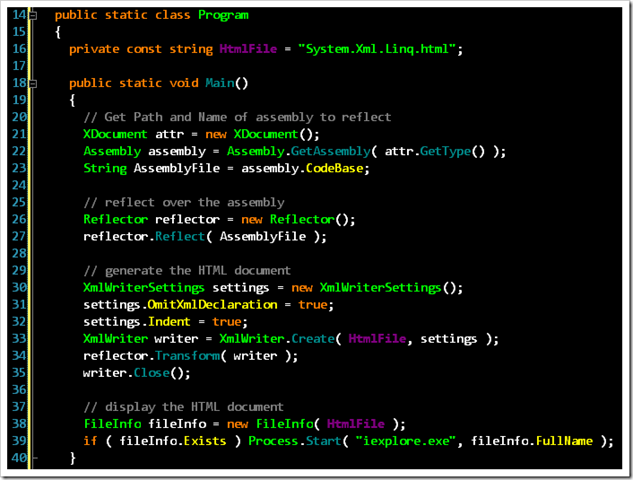 14 public static class Program
15 {
16 private const string HtmlFile = "System.Xml.Linq.html";
17
18 public static void Main()
19 {
20 // Get Path and Name of assembly to reflect
21 XDocument attr = new XDocument();
22 Assembly assembly = Assembly.GetAssembly( attr.GetType() );
23 String AssemblyFile = assembly.CodeBase;
24
25 // reflect over the assembly
26 Reflector reflector = new Reflector();
27 reflector.Reflect( AssemblyFile );
28
29 // generate the HTML document
30 XmlWriterSettings settings = new XmlWriterSettings();
31 settings.OmitXmlDeclaration = true;
32 settings.Indent = true;
33 XmlWriter writer = XmlWriter.Create( HtmlFile, settings );
34 reflector.Transform( writer );
35 writer.Close();
36
37 // display the HTML document
38 FileInfo fileInfo = new FileInfo( HtmlFile );
39 if ( fileInfo.Exists ) Process.Start( "iexplore.exe", fileInfo.FullName );
40 }